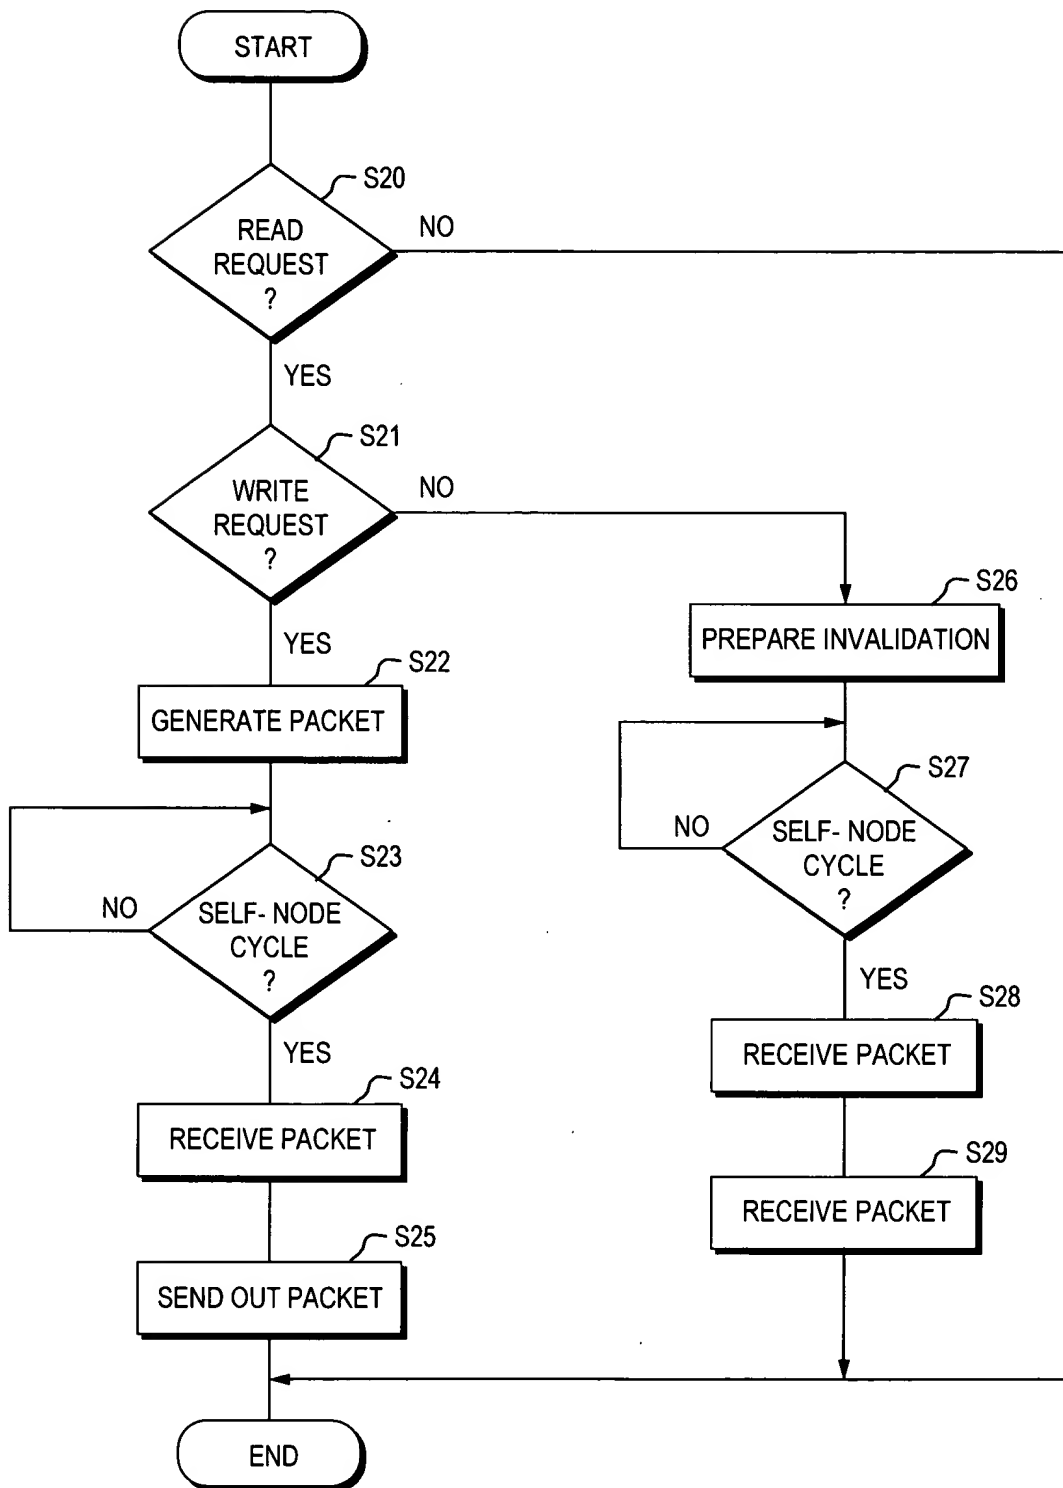 START
S20
READ
REQUEST
?
NO
YES
S21
WRITE
REQUEST
?
NO
YES
S22
GENERATE PACKET
S23
SELF- NODE
CYCLE
?
NO
YES
S24
RECEIVE PACKET
S25
SEND OUT PACKET
END
S26
PREPARE INVALIDATION
S27
SELF- NODE
CYCLE
?
NO
YES
S28
RECEIVE PACKET
S29
RECEIVE PACKET